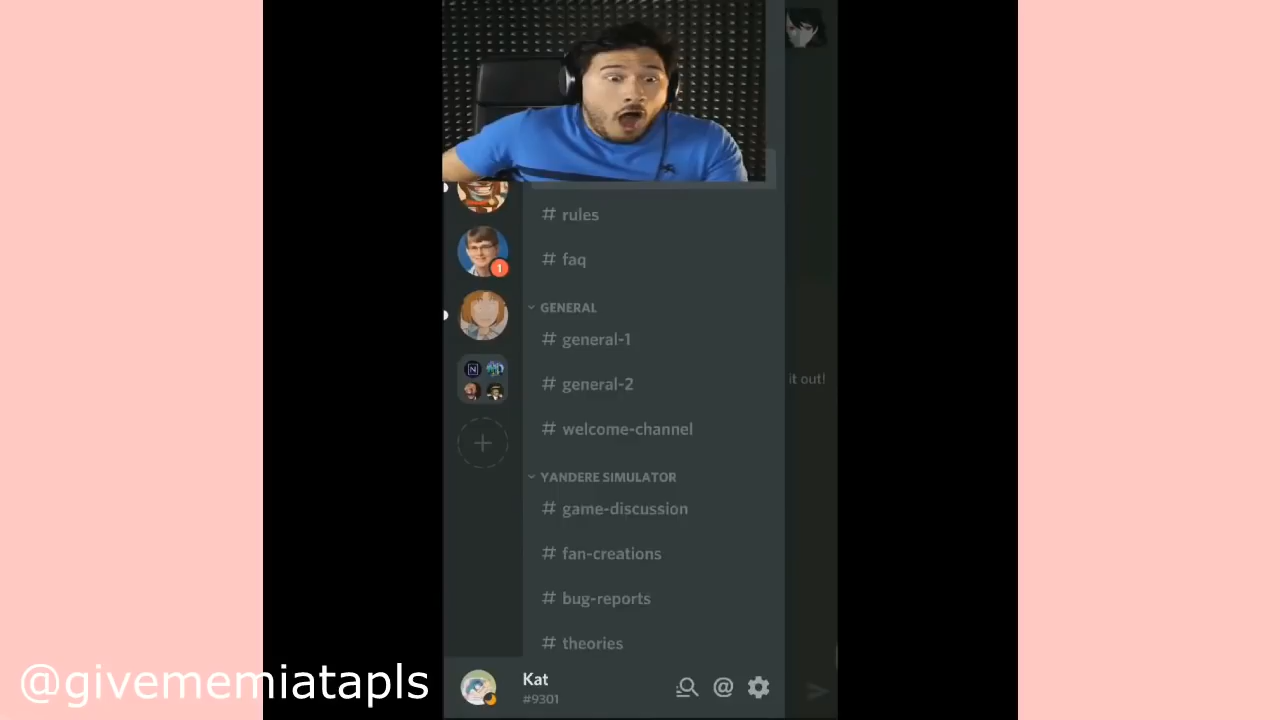 # rules
# faq
1
GENERAL
# general-1
# general-2
it out!
N
# welcome-channel
YANDERE SIMULATOR
# game-discussion
# fan-creations
# bug-reports
# theories
Kat
#9301
@givememiatapls